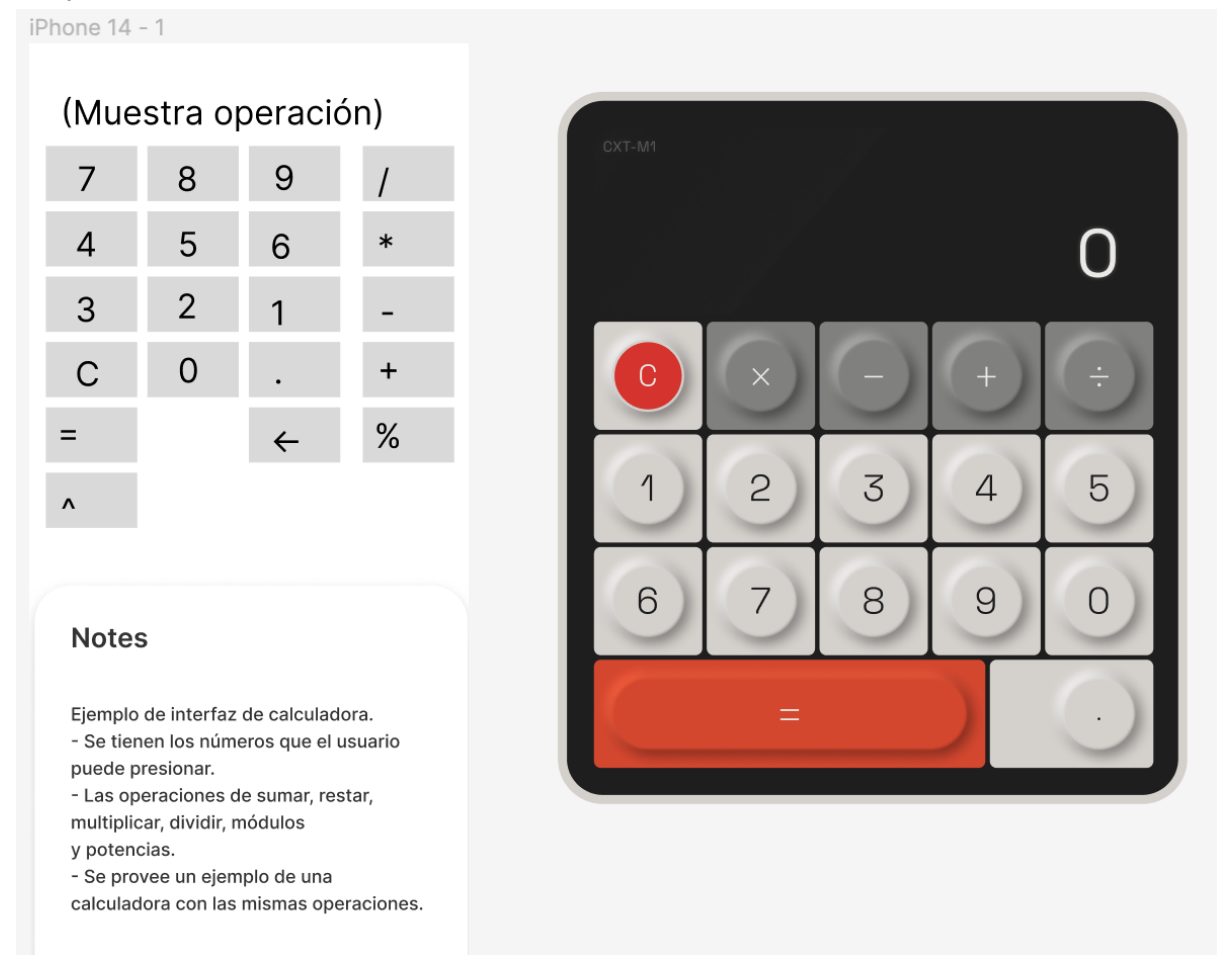 iPhone 14 - 1
(Muestra operación)
7 8 9 /
4 5 6 *
3 2 1 -
C 0 . +
= ← %
^
Notes
Ejemplo de interfaz de calculadora.
- Se tienen los números que el usuario
puede presionar.
- Las operaciones de sumar, restar,
multiplicar, dividir, módulos
y potencias.
- Se provee un ejemplo de una
calculadora con las mismas operaciones.
CXT-M1
0
C × − + ÷
1 2 3 4 5
6 7 8 9 0
= .